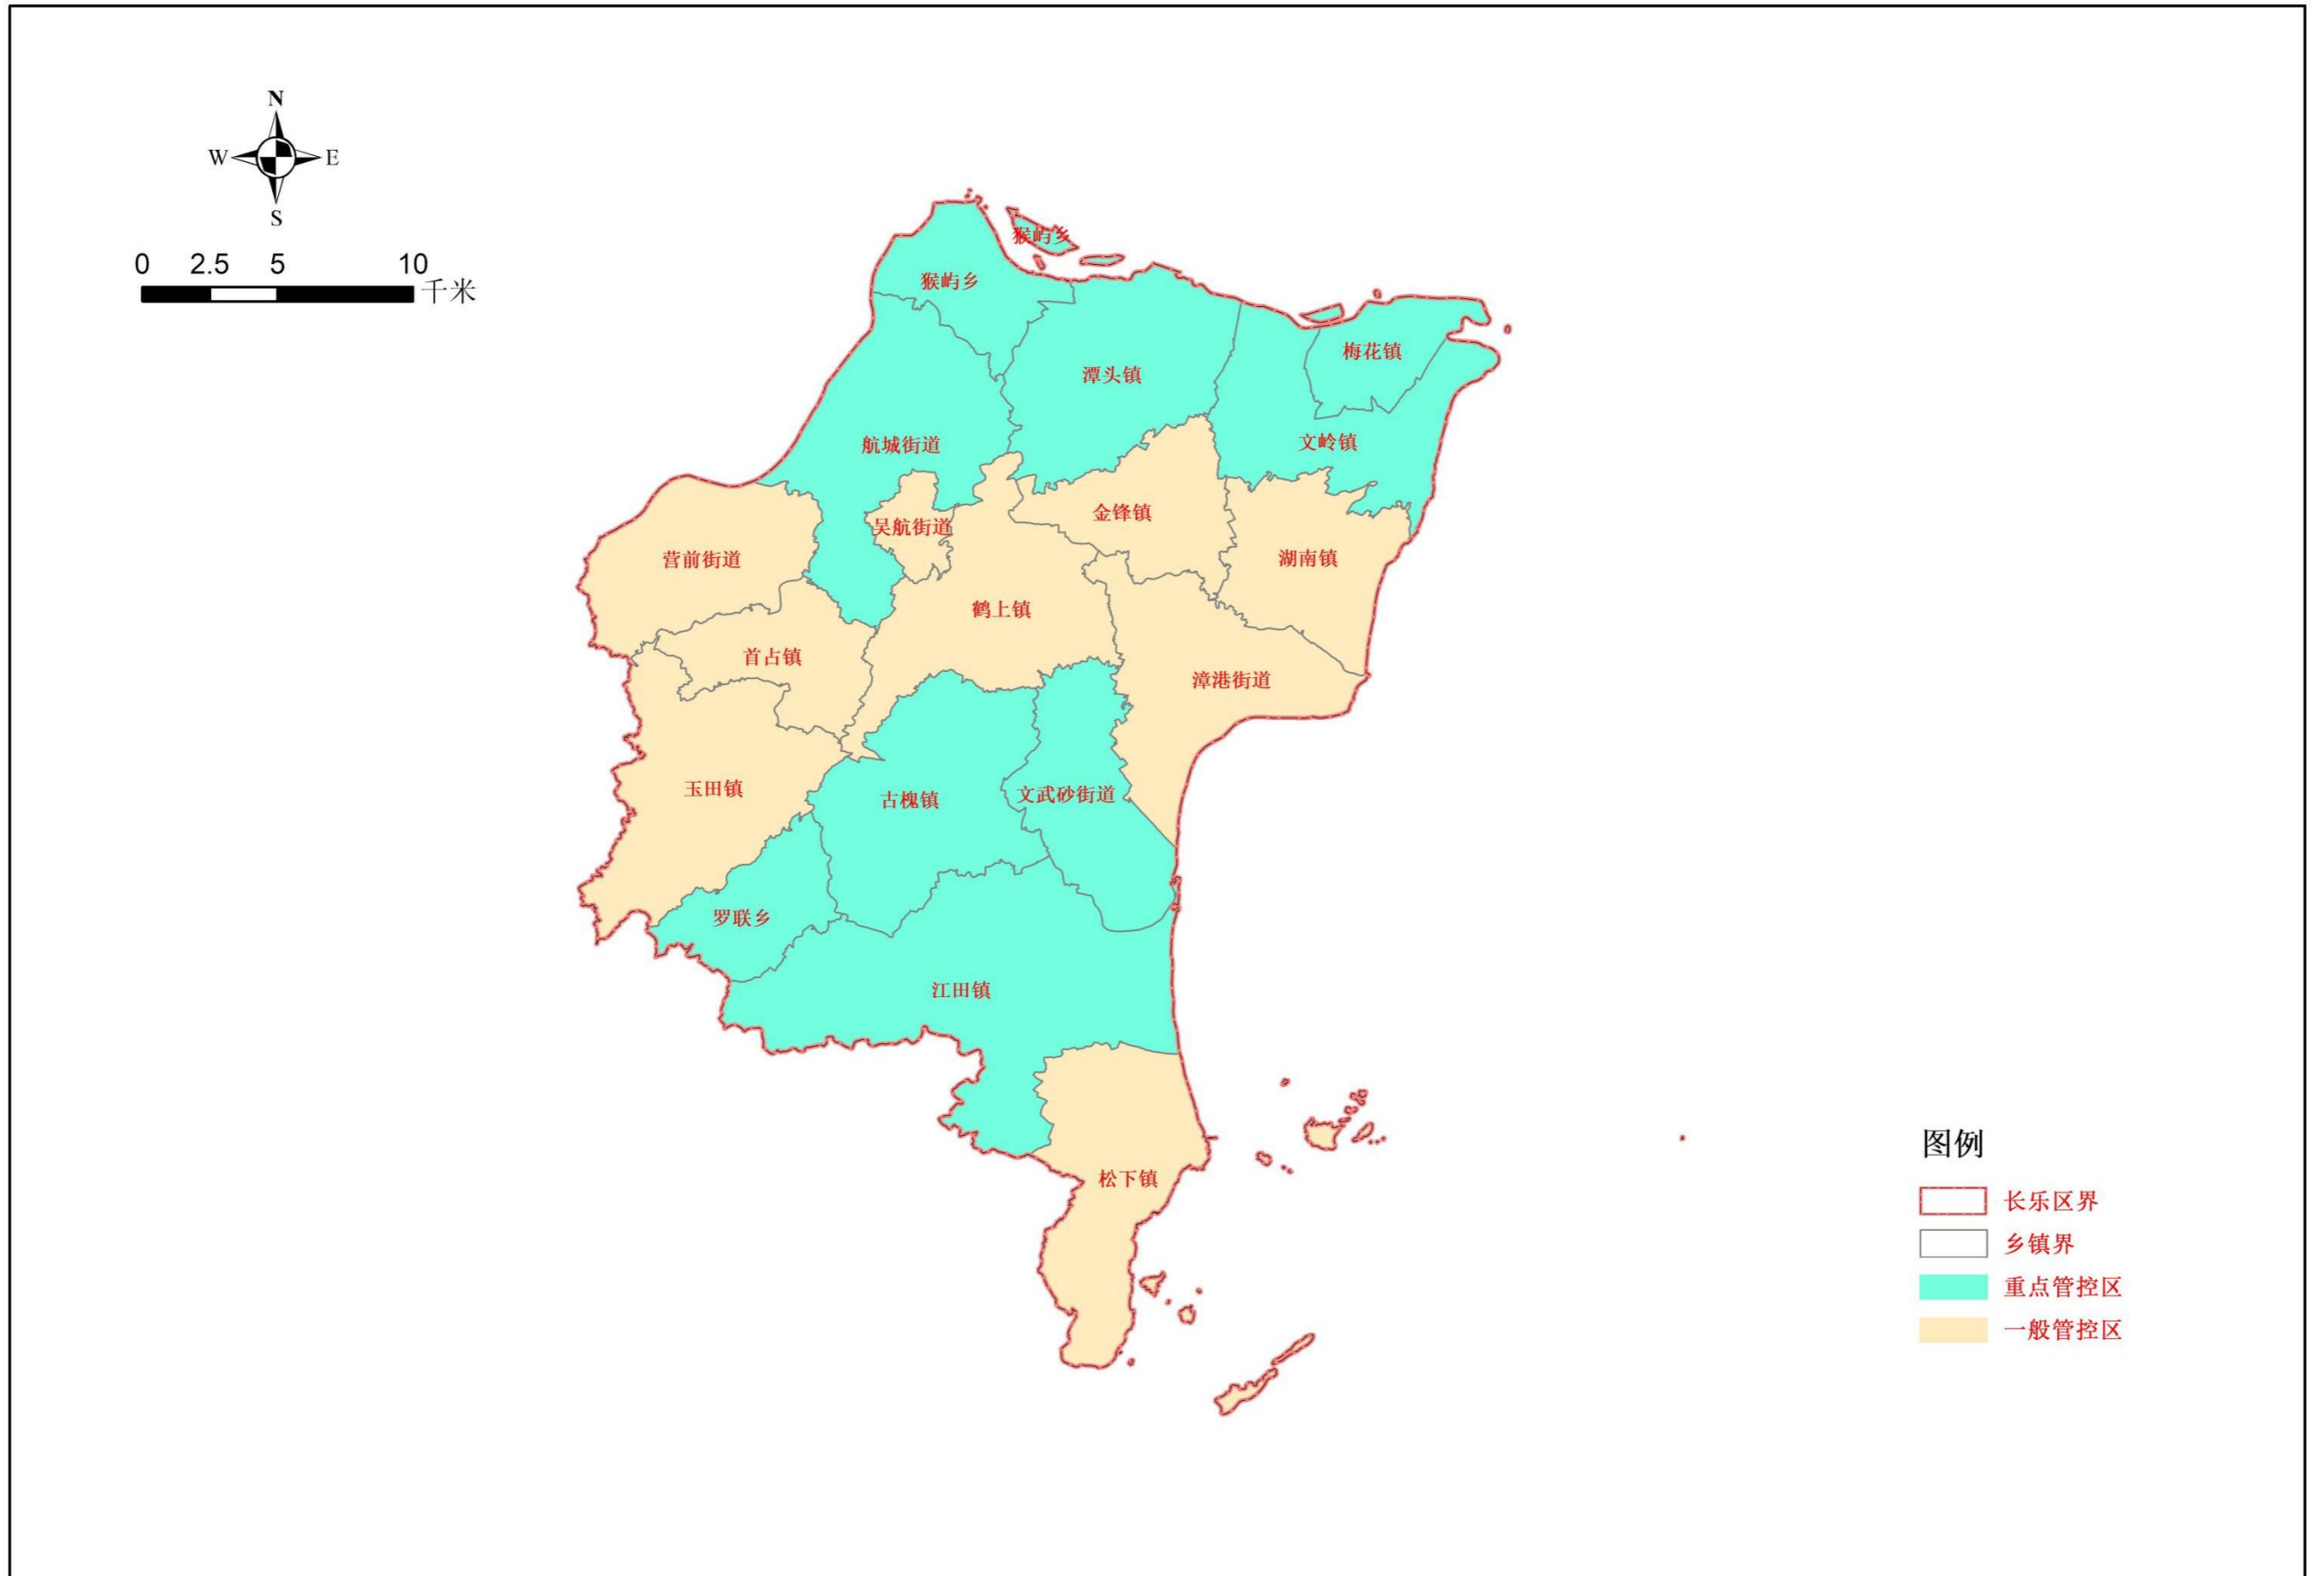 N
W E
S
0 2.5 5 10
千米
猴屿乡
猴屿乡
梅花镇
潭头镇
文岭镇
航城街道
金锋镇
吴航街道
湖南镇
营前街道
鹤上镇
首占镇
漳港街道
玉田镇
古槐镇
文武砂街道
罗联乡
江田镇
松下镇
图例
长乐区界
乡镇界
重点管控区
一般管控区